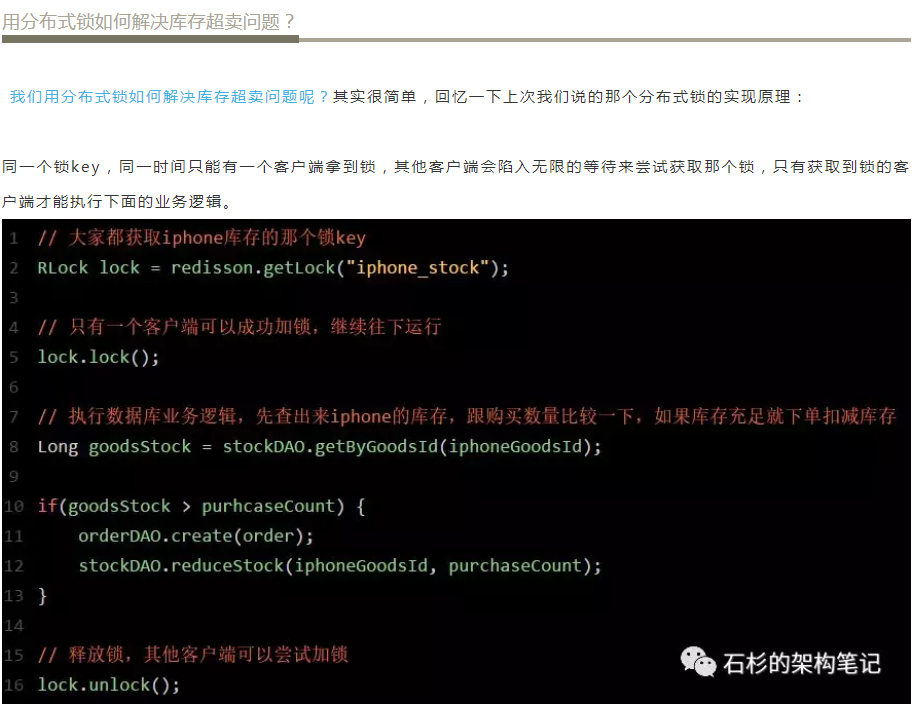 用分布式锁如何解决库存超卖问题？
我们用分布式锁如何解决库存超卖问题呢？其实很简单，回忆一下上次我们说的那个分布式锁的实现原理：
同一个锁key，同一时间只能有一个客户端拿到锁，其他客户端会陷入无限的等待来尝试获取那个锁，只有获取到锁的客
户端才能执行下面的业务逻辑。
1 // 大家都获取iphone库存的那个锁key
2 RLock lock = redisson.getLock("iphone_stock");
3
4 // 只有一个客户端可以成功加锁，继续往下运行
5 lock.lock();
6
7 // 执行数据库业务逻辑，先查出来iphone的库存，跟购买数量比较一下，如果库存充足就下单扣减库存
8 Long goodsStock = stockDAO.getByGoodsId(iphoneGoodsId);
9
10 if(goodsStock > purhcaseCount) {
11     orderDAO.create(order);
12     stockDAO.reduceStock(iphoneGoodsId, purchaseCount);
13 }
14
15 // 释放锁，其他客户端可以尝试加锁
16 lock.unlock();
石杉的架构笔记